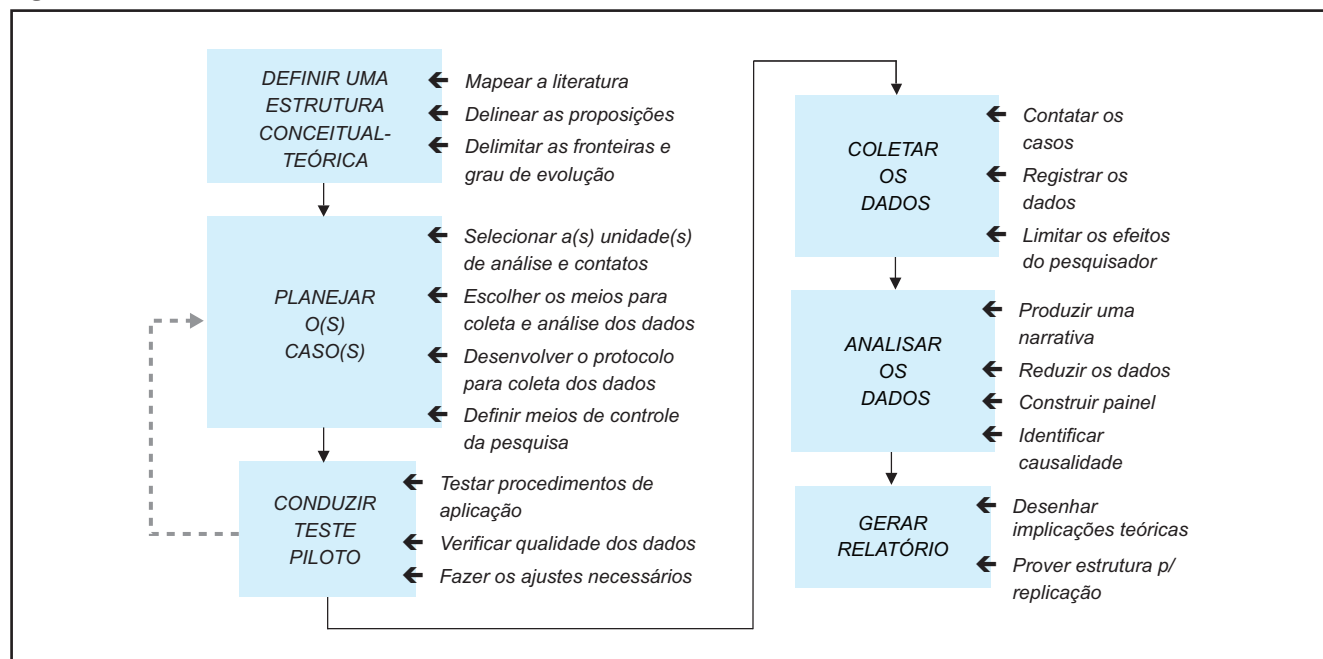 DEFINIR UMA
ESTRUTURA
CONCEITUAL-
TEÓRICA
Mapear a literatura
Delinear as proposições
Delimitar as fronteiras e
grau de evolução
PLANEJAR
O(S)
CASO(S)
Selecionar a(s) unidade(s)
de análise e contatos
Escolher os meios para
coleta e análise dos dados
Desenvolver o protocolo
para coleta dos dados
Definir meios de controle
da pesquisa
CONDUZIR
TESTE
PILOTO
Testar procedimentos de
aplicação
Verificar qualidade dos dados
Fazer os ajustes necessários
COLETAR
OS
DADOS
Contatar os
casos
Registrar os
dados
Limitar os efeitos
do pesquisador
ANALISAR
OS
DADOS
Produzir uma
narrativa
Reduzir os dados
Construir painel
Identificar
causalidade
GERAR
RELATÓRIO
Desenhar
implicações teóricas
Prover estrutura p/
replicação